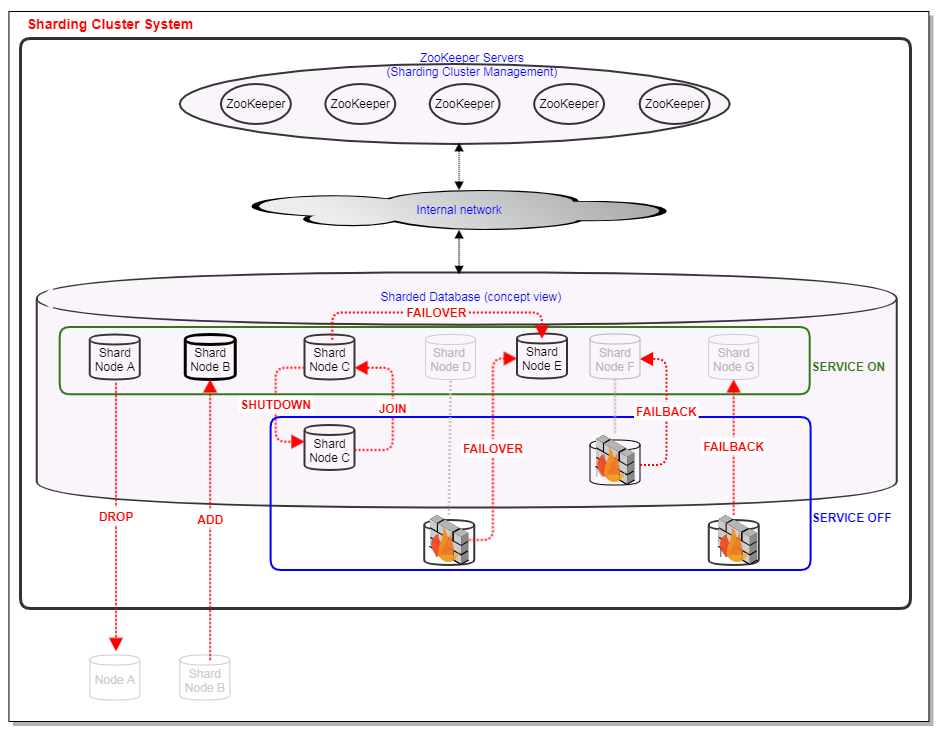 Sharding Cluster System
ZooKeeper Servers
(Sharding Cluster Management)
ZooKeeper
ZooKeeper
ZooKeeper
ZooKeeper
ZooKeeper
Internal network
Sharded Database (concept view)
FAILOVER
Shard
Node A
Shard
Node B
Shard
Node C
Shard
Node D
Shard
Node E
Shard
Node F
Shard
Node G
SERVICE ON
SHUTDOWN
JOIN
FAILBACK
Shard
Node C
FAILOVER
FAILBACK
DROP
ADD
SERVICE OFF
Node A
Shard
Node B